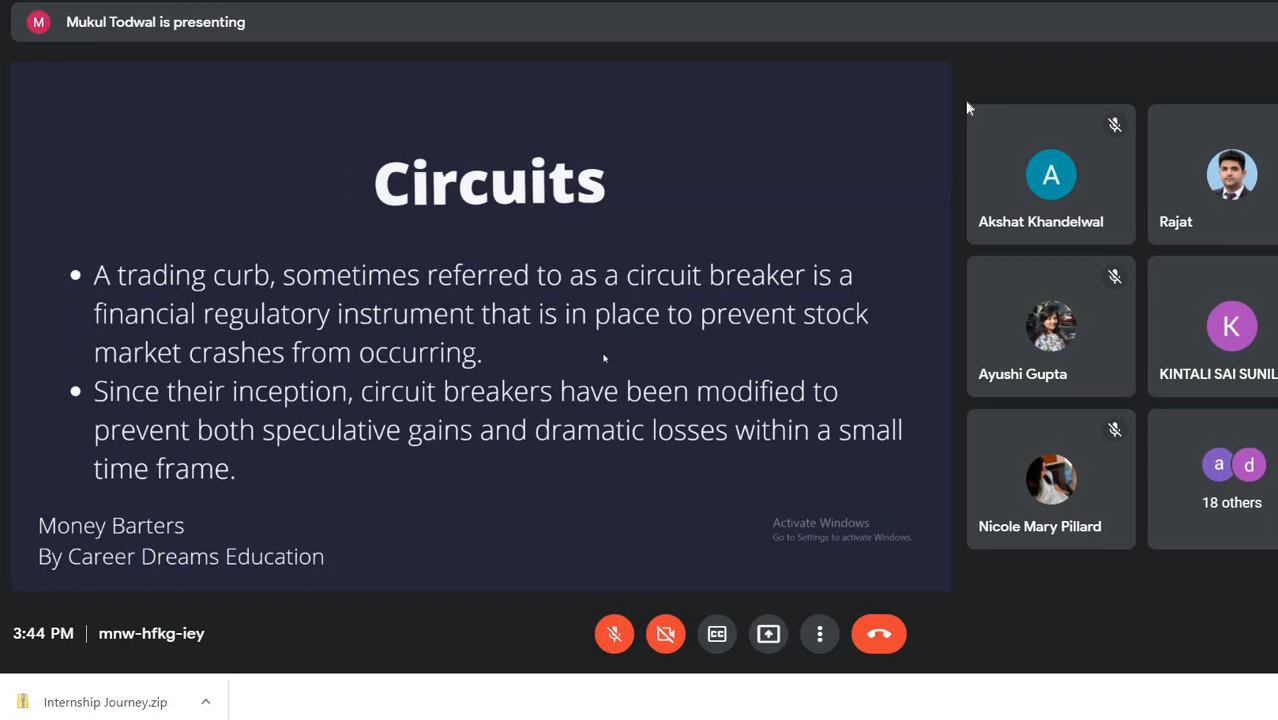 M Mukul Todwal is presenting
Circuits
• A trading curb, sometimes referred to as a circuit breaker is a
financial regulatory instrument that is in place to prevent stock
market crashes from occurring.
• Since their inception, circuit breakers have been modified to
prevent both speculative gains and dramatic losses within a small
time frame.
Money Barters
By Career Dreams Education
Activate Windows
Go to Settings to activate Windows.
A
Akshat Khandelwal
Rajat
Ayushi Gupta
K
KINTALI SAI SUNIL
Nicole Mary Pillard
a d
18 others
3:44 PM | mnw-hfkg-iey
CC
Internship Journey.zip